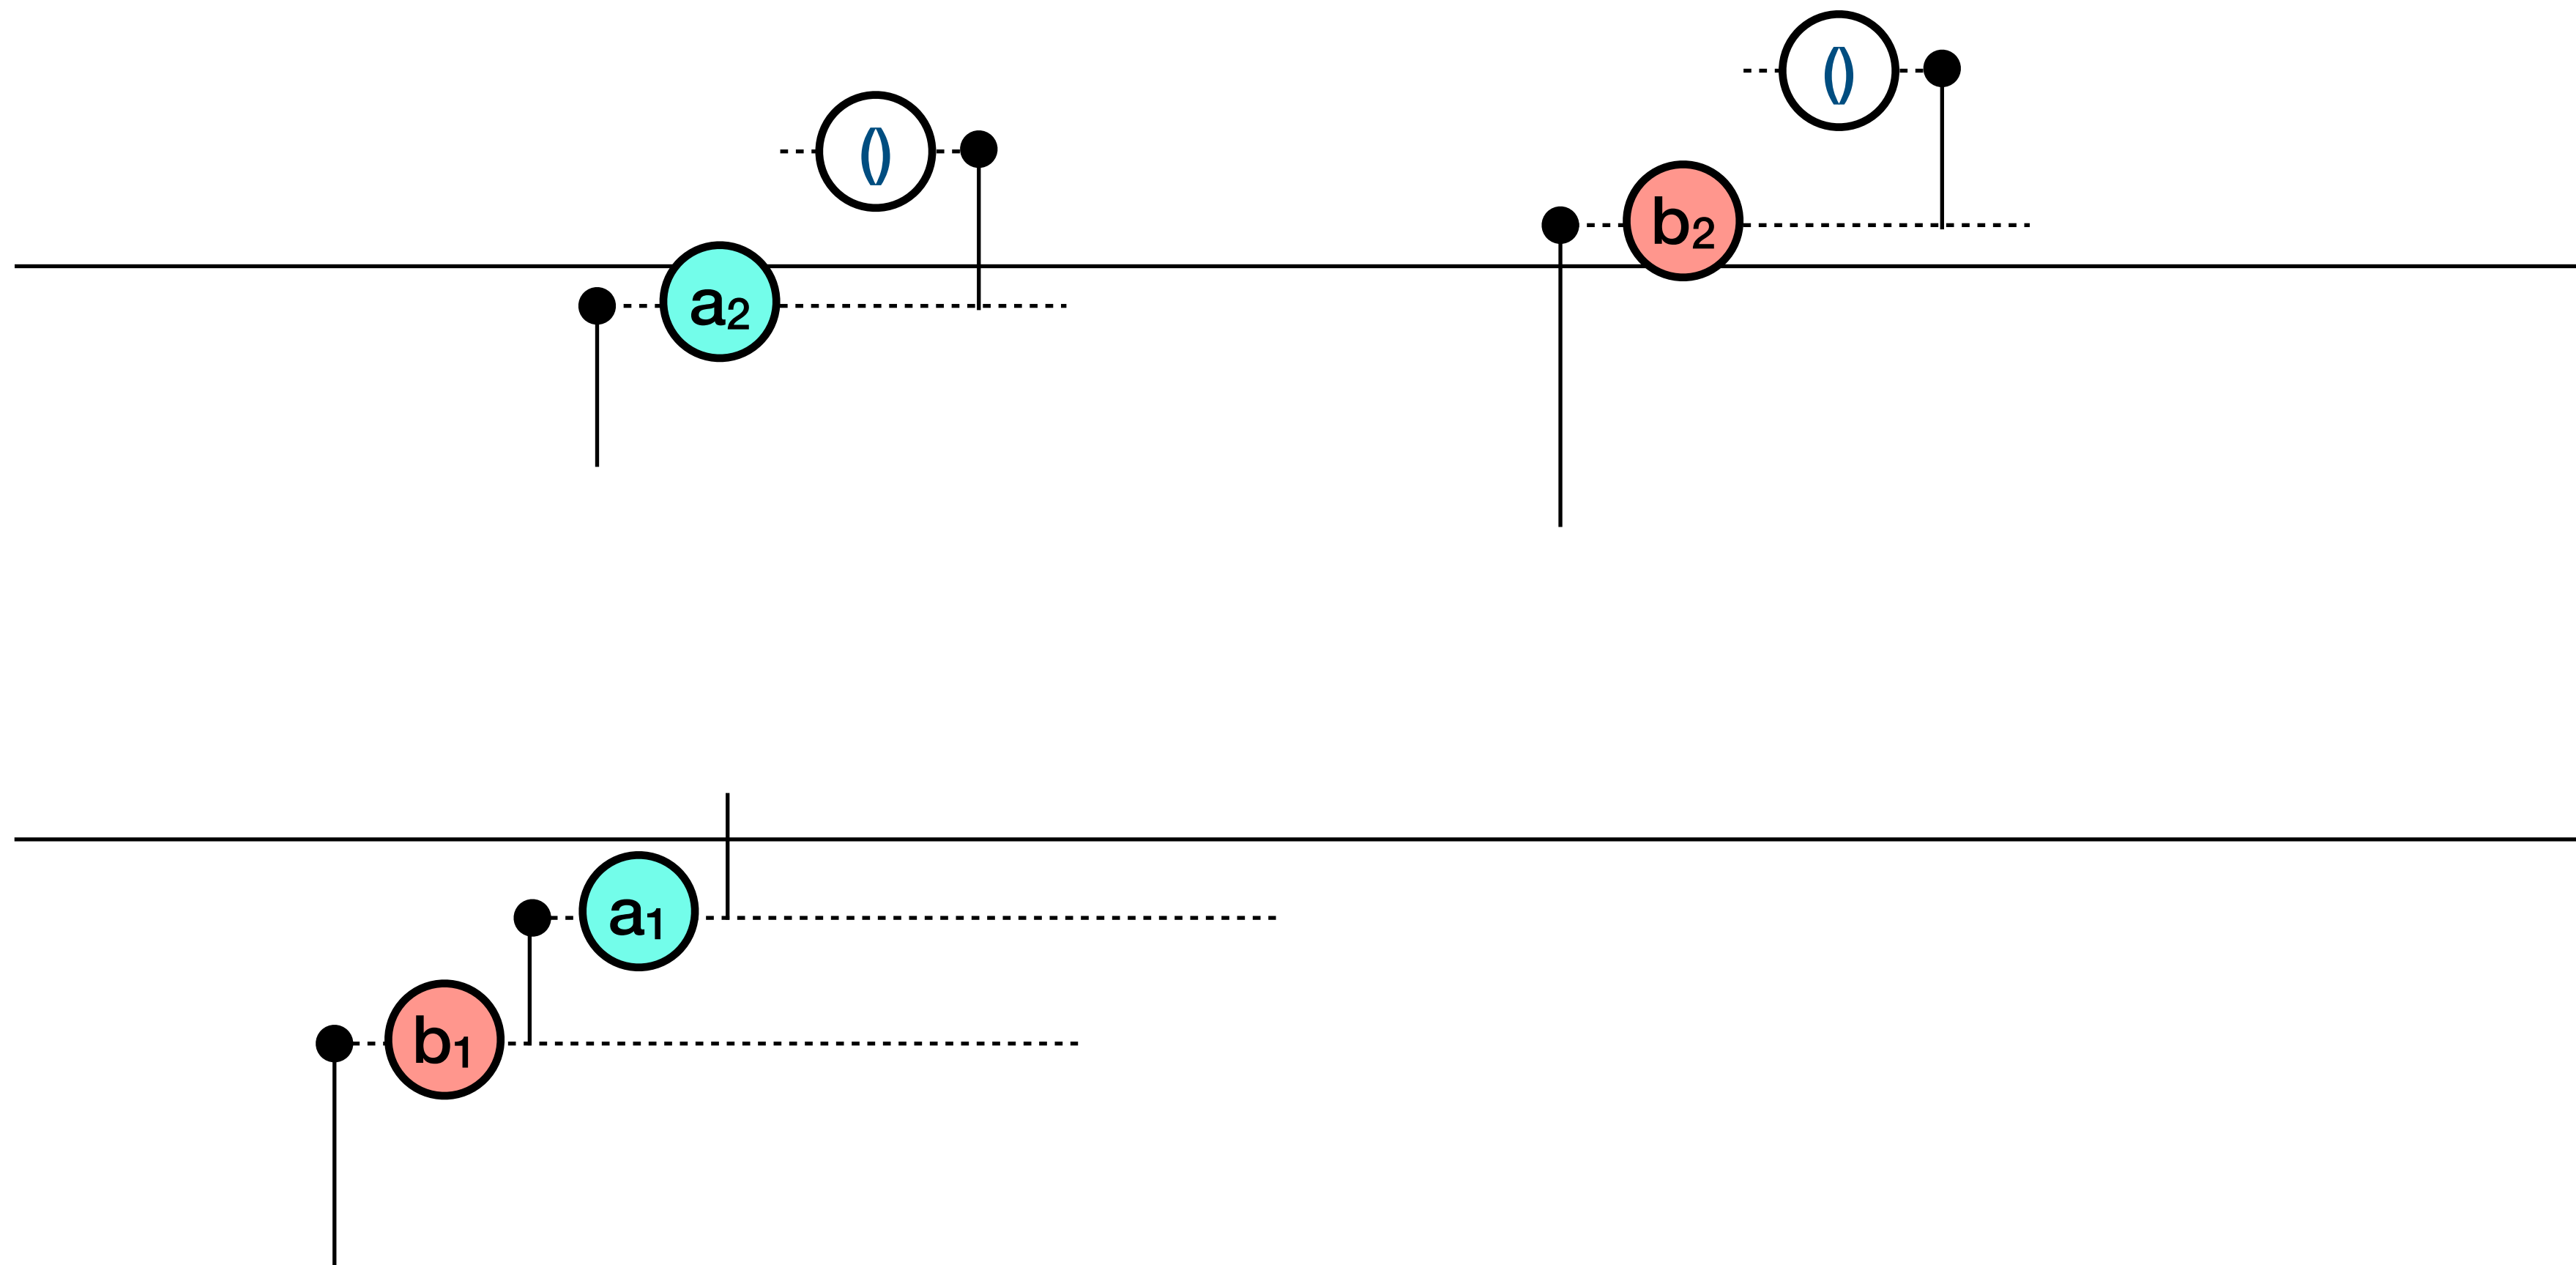 ()
()
b₂
a₂
a₁
b₁